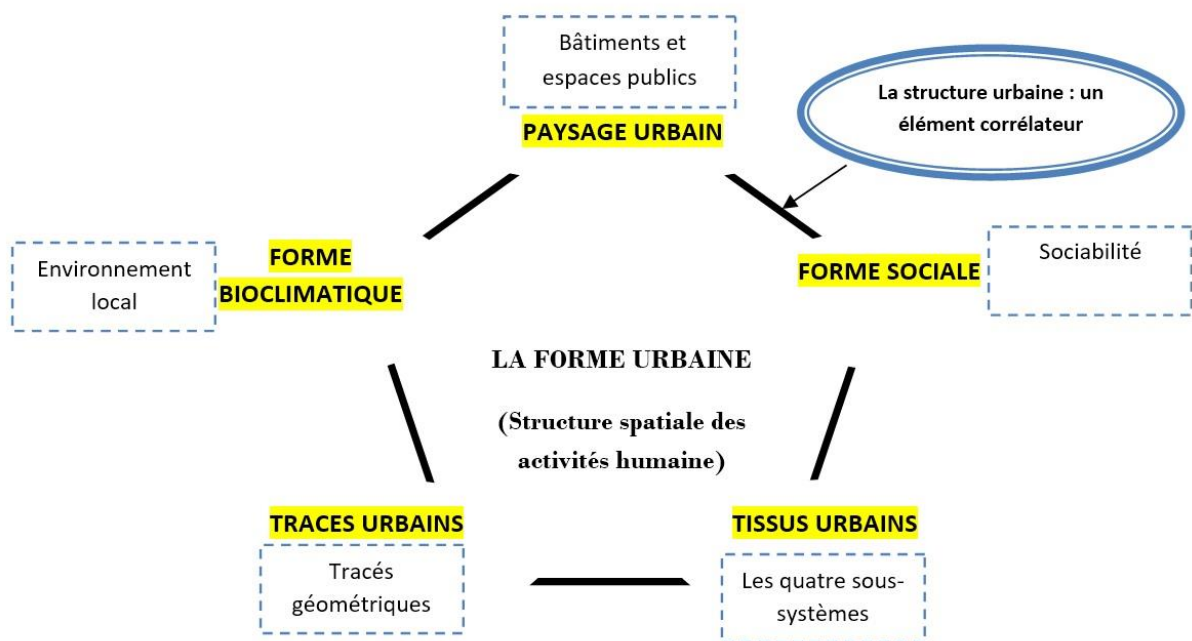 Bâtiments et
espaces publics
PAYSAGE URBAIN
La structure urbaine : un
élément corrélateur
Environnement
local
FORME
BIOCLIMATIQUE
FORME SOCIALE
Sociabilité
LA FORME URBAINE
(Structure spatiale des
activités humaine)
TRACES URBAINS
Tracés
géométriques
TISSUS URBAINS
Les quatre sous-
systèmes